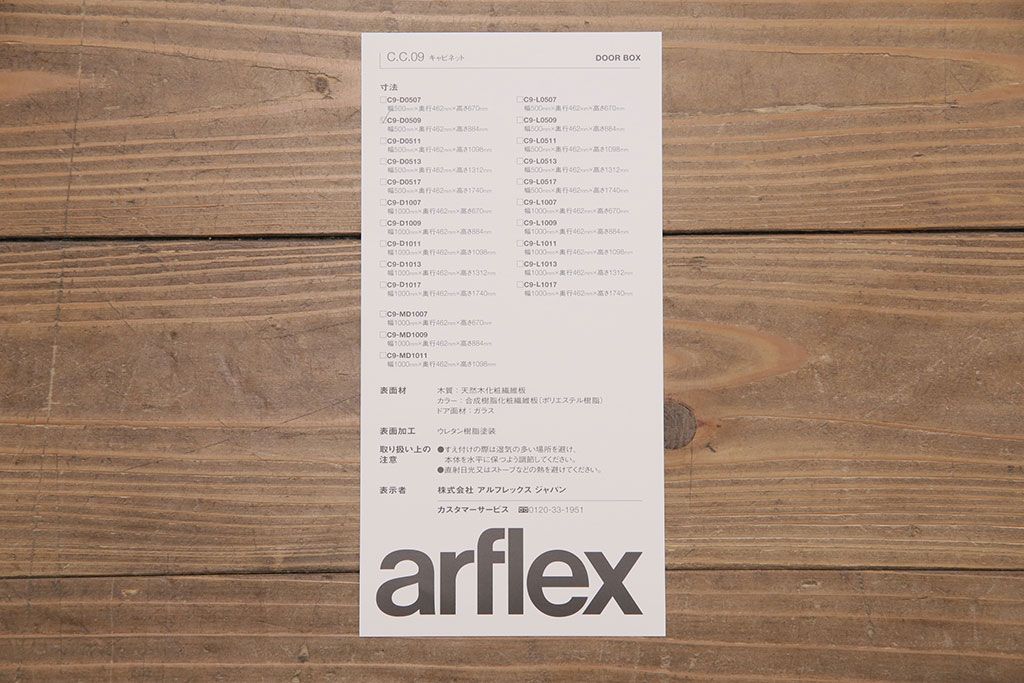 C.C.09 キャビネット DOOR BOX
寸法
□C9-D0507
幅500mm×奥行462mm×高さ670mm
☑C9-D0509
幅500mm×奥行462mm×高さ884mm
□C9-D0511
幅500mm×奥行462mm×高さ1098mm
□C9-D0513
幅500mm×奥行462mm×高さ1312mm
□C9-D0517
幅500mm×奥行462mm×高さ1740mm
□C9-D1007
幅1000mm×奥行462mm×高さ670mm
□C9-D1009
幅1000mm×奥行462mm×高さ884mm
□C9-D1011
幅1000mm×奥行462mm×高さ1098mm
□C9-D1013
幅1000mm×奥行462mm×高さ1312mm
□C9-D1017
幅1000mm×奥行462mm×高さ1740mm
□C9-MD1007
幅1000mm×奥行462mm×高さ670mm
□C9-MD1009
幅1000mm×奥行462mm×高さ884mm
□C9-MD1011
幅1000mm×奥行462mm×高さ1098mm
□C9-L0507
幅500mm×奥行462mm×高さ670mm
□C9-L0509
幅500mm×奥行462mm×高さ884mm
□C9-L0511
幅500mm×奥行462mm×高さ1098mm
□C9-L0513
幅500mm×奥行462mm×高さ1312mm
□C9-L0517
幅500mm×奥行462mm×高さ1740mm
□C9-L1007
幅1000mm×奥行462mm×高さ670mm
□C9-L1009
幅1000mm×奥行462mm×高さ884mm
□C9-L1011
幅1000mm×奥行462mm×高さ1098mm
□C9-L1013
幅1000mm×奥行462mm×高さ1312mm
□C9-L1017
幅1000mm×奥行462mm×高さ1740mm
表面材 木質：天然木化粧繊維板
カラー：合成樹脂化粧繊維板（ポリエステル樹脂）
ドア面材：ガラス
表面加工 ウレタン樹脂塗装
取り扱い上の注意 ●すえ付けの際は湿気の多い場所を避け、
本体を水平に保つよう調節してください。
●直射日光又はストーブなどの熱を避けてください。
表示者 株式会社 アルフレックス ジャパン
カスタマーサービス 0120-33-1951
arflex